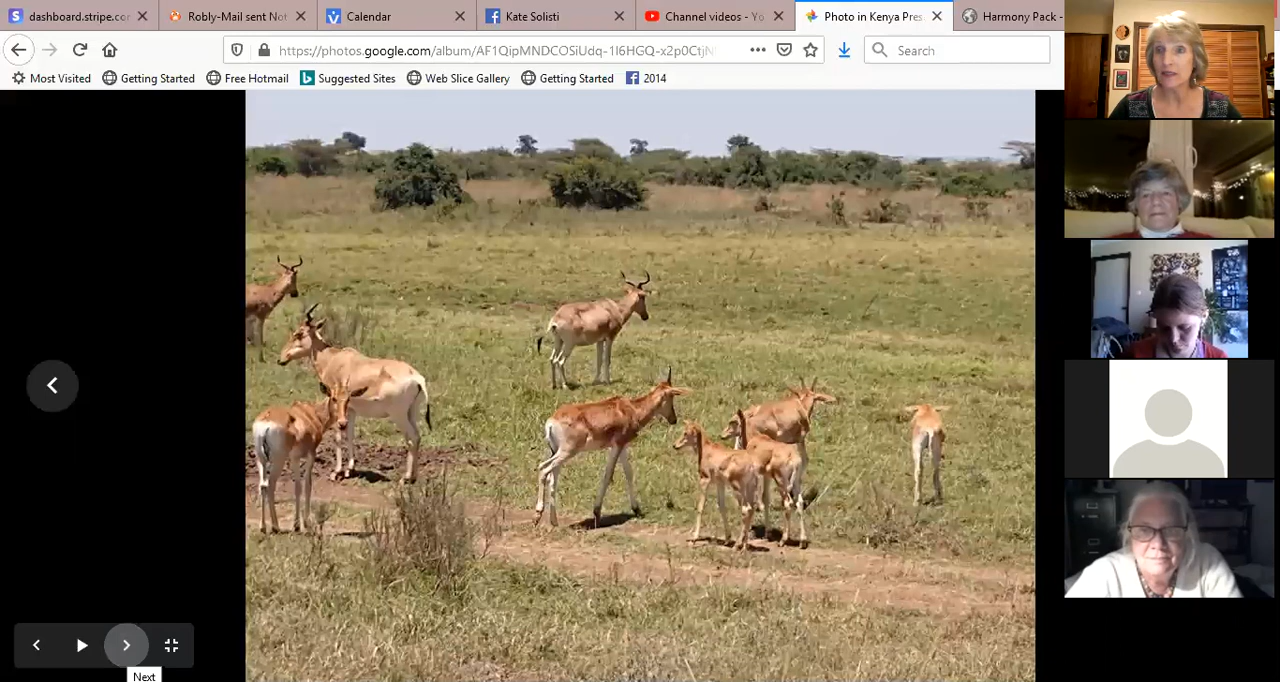 dashboard.stripe.co
Robly-Mail sent Not
Calendar
Kate Solisti
Channel videos - Yo
Photo in Kenya Pres
Harmony Pack -
https://photos.google.com/album/AF1QipMNDCOSiUdq-1I6HGQ-x2p0CtjN
Search
Most Visited
Getting Started
Free Hotmail
Suggested Sites
Web Slice Gallery
Getting Started
2014
Next